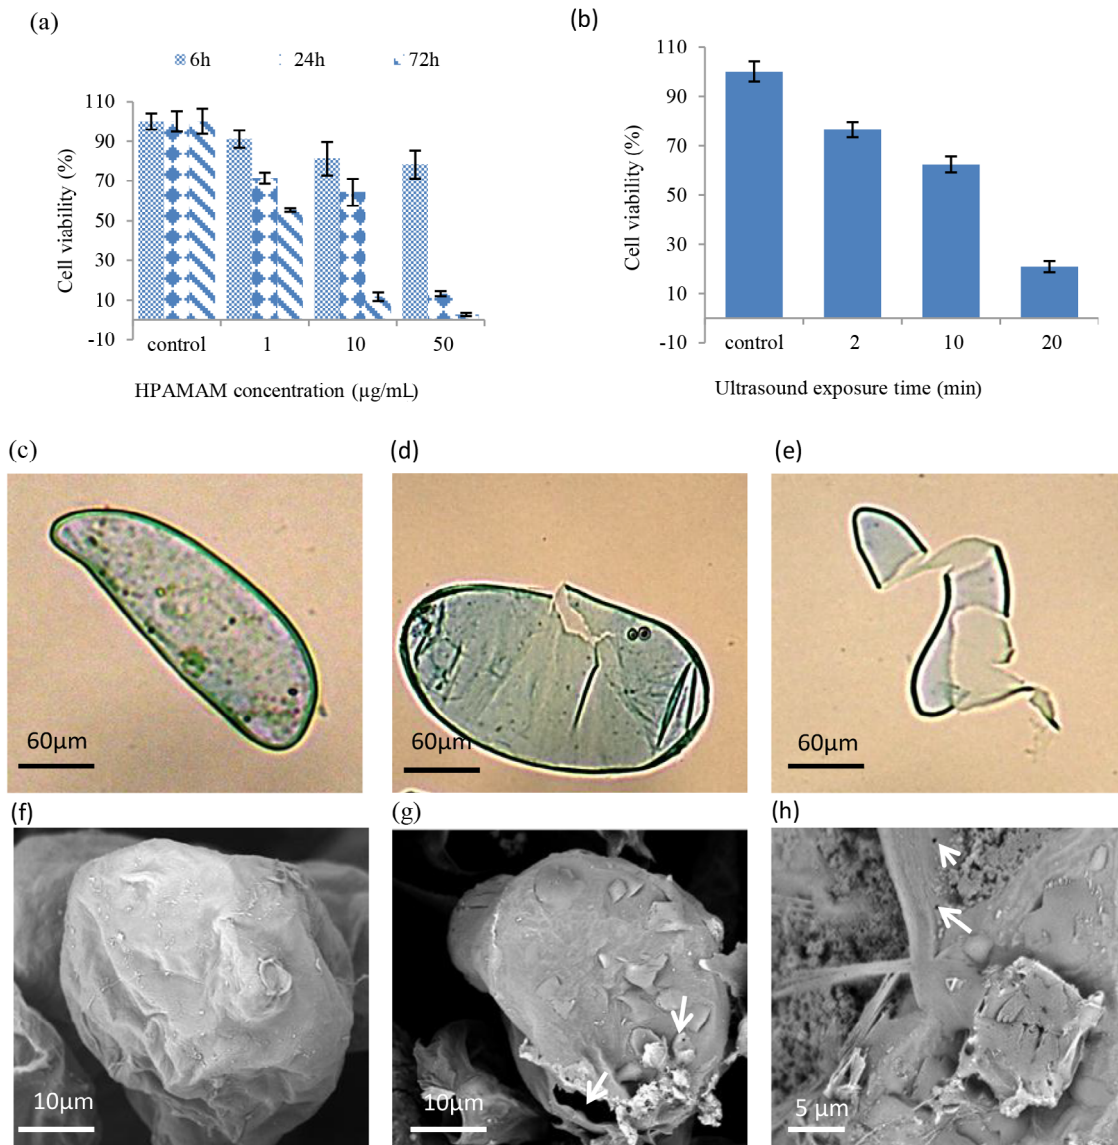 (a)
6h 24h 72h
110
90
70
50
30
10
-10
Cell viability (%)
control 1 10 50
HPAMAM concentration (µg/mL)
(b)
110
90
70
50
30
10
-10
Cell viability (%)
control 2 10 20
Ultrasound exposure time (min)
(c)
60µm
(d)
60µm
(e)
60µm
(f)
10µm
(g)
10µm
(h)
5 µm